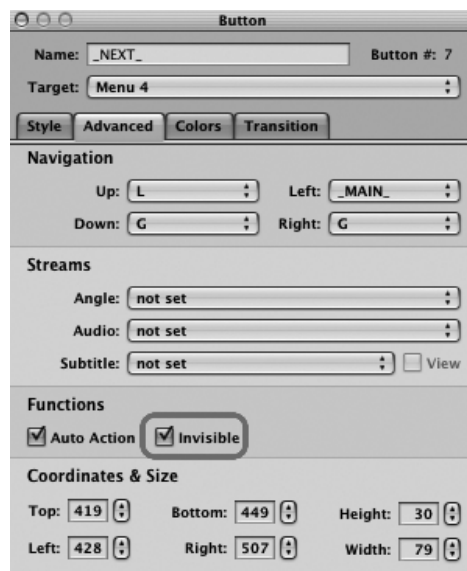 Button
Name: _NEXT_ Button #: 7
Target: Menu 4
Style Advanced Colors Transition
Navigation
Up: L Left: _MAIN_
Down: G Right: G
Streams
Angle: not set
Audio: not set
Subtitle: not set View
Functions
Auto Action Invisible
Coordinates & Size
Top: 419 Bottom: 449 Height: 30
Left: 428 Right: 507 Width: 79